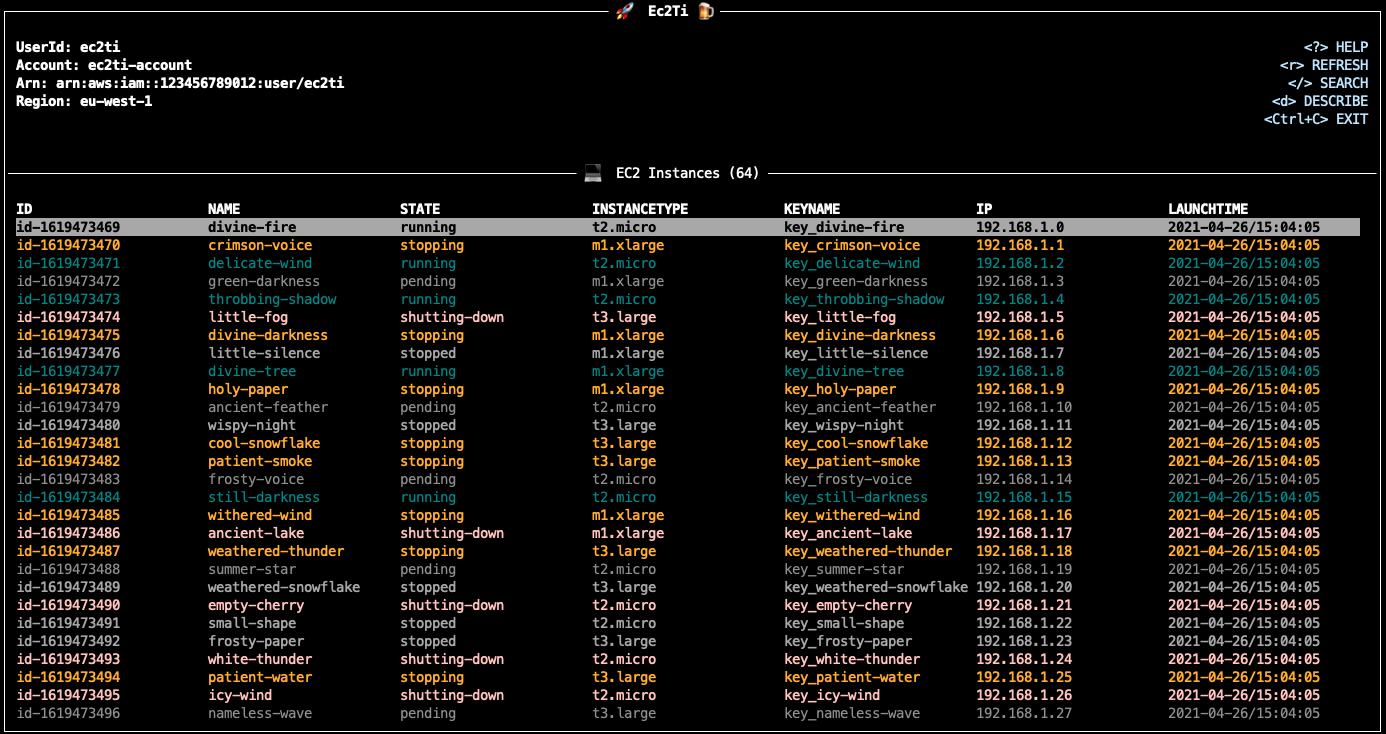 Ec2Ti
UserId: ec2ti <?> HELP
Account: ec2ti-account <r> REFRESH
Arn: arn:aws:iam::123456789012:user/ec2ti </> SEARCH
Region: eu-west-1 <d> DESCRIBE
<Ctrl+C> EXIT
EC2 Instances (64)
ID NAME STATE INSTANCETYPE KEYNAME IP LAUNCHTIME
id-1619473469 divine-fire running t2.micro key_divine-fire 192.168.1.0 2021-04-26/15:04:05
id-1619473470 crimson-voice stopping m1.xlarge key_crimson-voice 192.168.1.1 2021-04-26/15:04:05
id-1619473471 delicate-wind running t2.micro key_delicate-wind 192.168.1.2 2021-04-26/15:04:05
id-1619473472 green-darkness pending m1.xlarge key_green-darkness 192.168.1.3 2021-04-26/15:04:05
id-1619473473 throbbing-shadow running t2.micro key_throbbing-shadow 192.168.1.4 2021-04-26/15:04:05
id-1619473474 little-fog shutting-down t3.large key_little-fog 192.168.1.5 2021-04-26/15:04:05
id-1619473475 divine-darkness stopping m1.xlarge key_divine-darkness 192.168.1.6 2021-04-26/15:04:05
id-1619473476 little-silence stopped m1.xlarge key_little-silence 192.168.1.7 2021-04-26/15:04:05
id-1619473477 divine-tree running m1.xlarge key_divine-tree 192.168.1.8 2021-04-26/15:04:05
id-1619473478 holy-paper stopping m1.xlarge key_holy-paper 192.168.1.9 2021-04-26/15:04:05
id-1619473479 ancient-feather pending t2.micro key_ancient-feather 192.168.1.10 2021-04-26/15:04:05
id-1619473480 wispy-night stopped t3.large key_wispy-night 192.168.1.11 2021-04-26/15:04:05
id-1619473481 cool-snowflake stopping t3.large key_cool-snowflake 192.168.1.12 2021-04-26/15:04:05
id-1619473482 patient-smoke stopping t3.large key_patient-smoke 192.168.1.13 2021-04-26/15:04:05
id-1619473483 frosty-voice pending t2.micro key_frosty-voice 192.168.1.14 2021-04-26/15:04:05
id-1619473484 still-darkness running t2.micro key_still-darkness 192.168.1.15 2021-04-26/15:04:05
id-1619473485 withered-wind stopping m1.xlarge key_withered-wind 192.168.1.16 2021-04-26/15:04:05
id-1619473486 ancient-lake shutting-down m1.xlarge key_ancient-lake 192.168.1.17 2021-04-26/15:04:05
id-1619473487 weathered-thunder stopping t3.large key_weathered-thunder 192.168.1.18 2021-04-26/15:04:05
id-1619473488 summer-star pending t2.micro key_summer-star 192.168.1.19 2021-04-26/15:04:05
id-1619473489 weathered-snowflake stopped t3.large key_weathered-snowflake 192.168.1.20 2021-04-26/15:04:05
id-1619473490 empty-cherry shutting-down t2.micro key_empty-cherry 192.168.1.21 2021-04-26/15:04:05
id-1619473491 small-shape stopped t2.micro key_small-shape 192.168.1.22 2021-04-26/15:04:05
id-1619473492 frosty-paper stopped t3.large key_frosty-paper 192.168.1.23 2021-04-26/15:04:05
id-1619473493 white-thunder shutting-down t2.micro key_white-thunder 192.168.1.24 2021-04-26/15:04:05
id-1619473494 patient-water stopping t3.large key_patient-water 192.168.1.25 2021-04-26/15:04:05
id-1619473495 icy-wind shutting-down t2.micro key_icy-wind 192.168.1.26 2021-04-26/15:04:05
id-1619473496 nameless-wave pending t3.large key_nameless-wave 192.168.1.27 2021-04-26/15:04:05